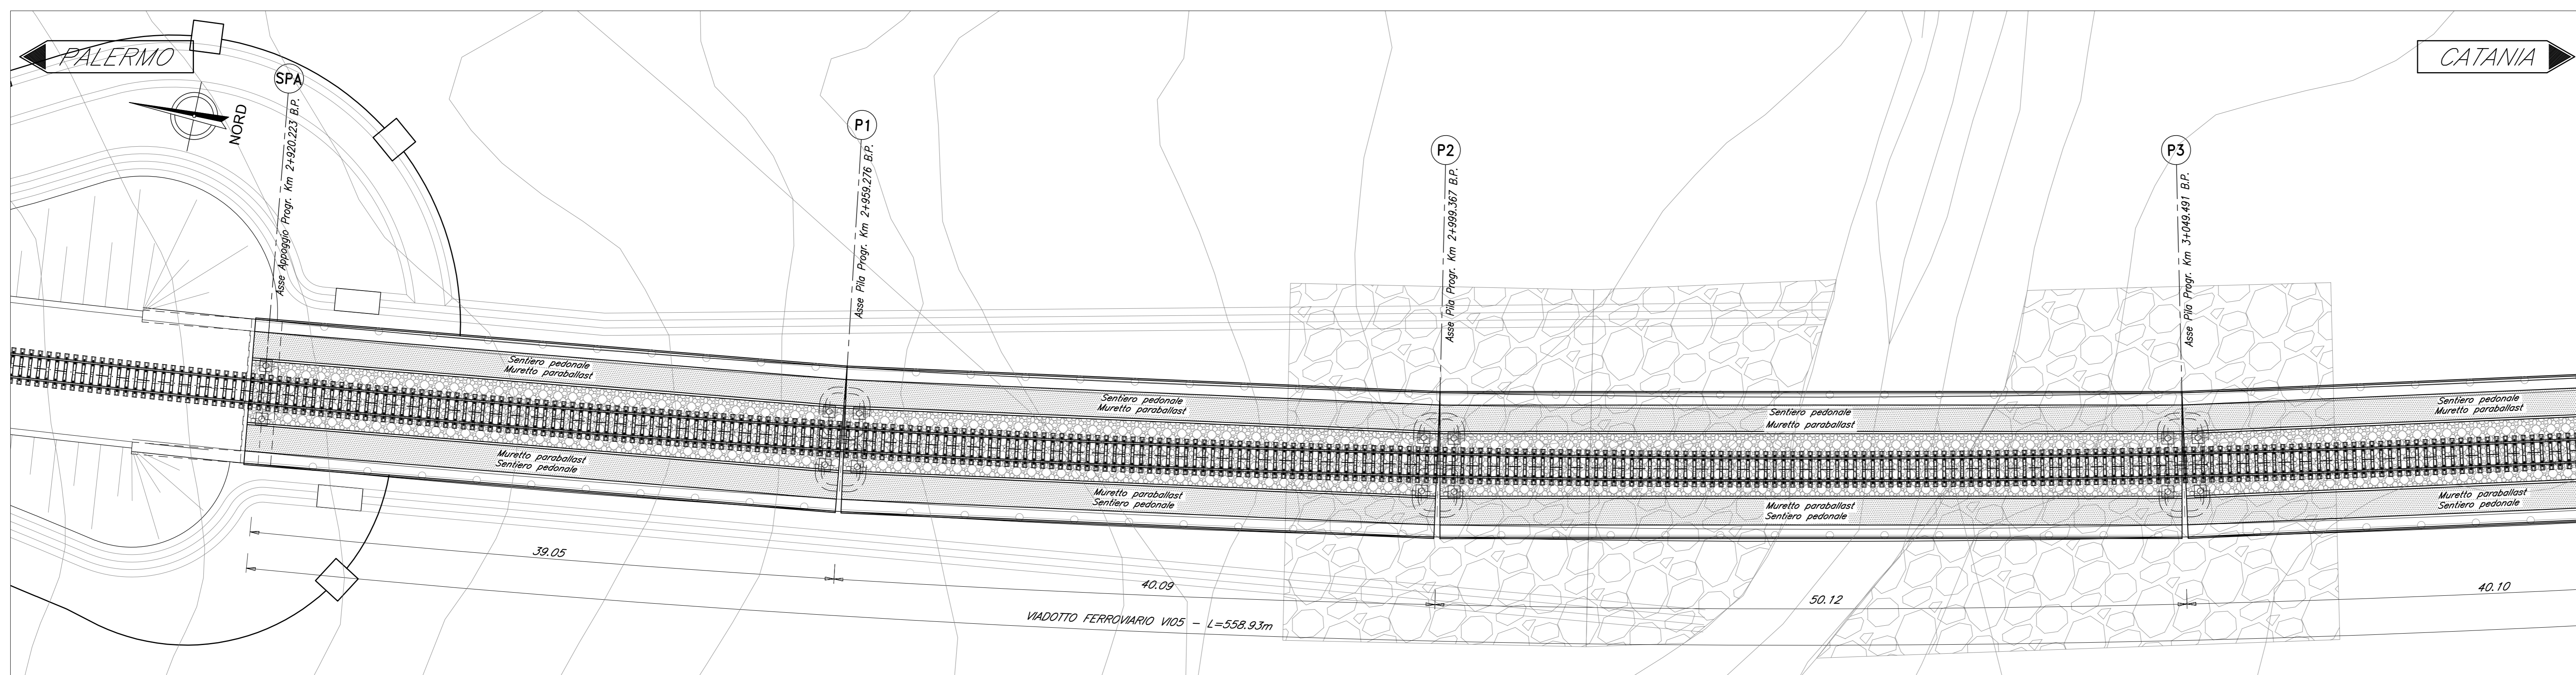 PALERMO
CATANIA
NORD
SPA
Asse Appoggio Progr. Km 2+920.223 B.P.
P1
Asse Pila Progr. Km 2+959.276 B.P.
P2
Asse Pila Progr. Km 2+999.367 B.P.
P3
Asse Pila Progr. Km 3+049.491 B.P.
Sentiero pedonale
Muretto paraballast
Sentiero pedonale
Muretto paraballast
Sentiero pedonale
Muretto paraballast
Sentiero pedonale
Muretto paraballast
Muretto paraballast
Sentiero pedonale
Muretto paraballast
Sentiero pedonale
Muretto paraballast
Sentiero pedonale
Muretto paraballast
Sentiero pedonale
39.05
40.09
50.12
40.10
VIADOTTO FERROVIARIO VI05 - L=558.93m